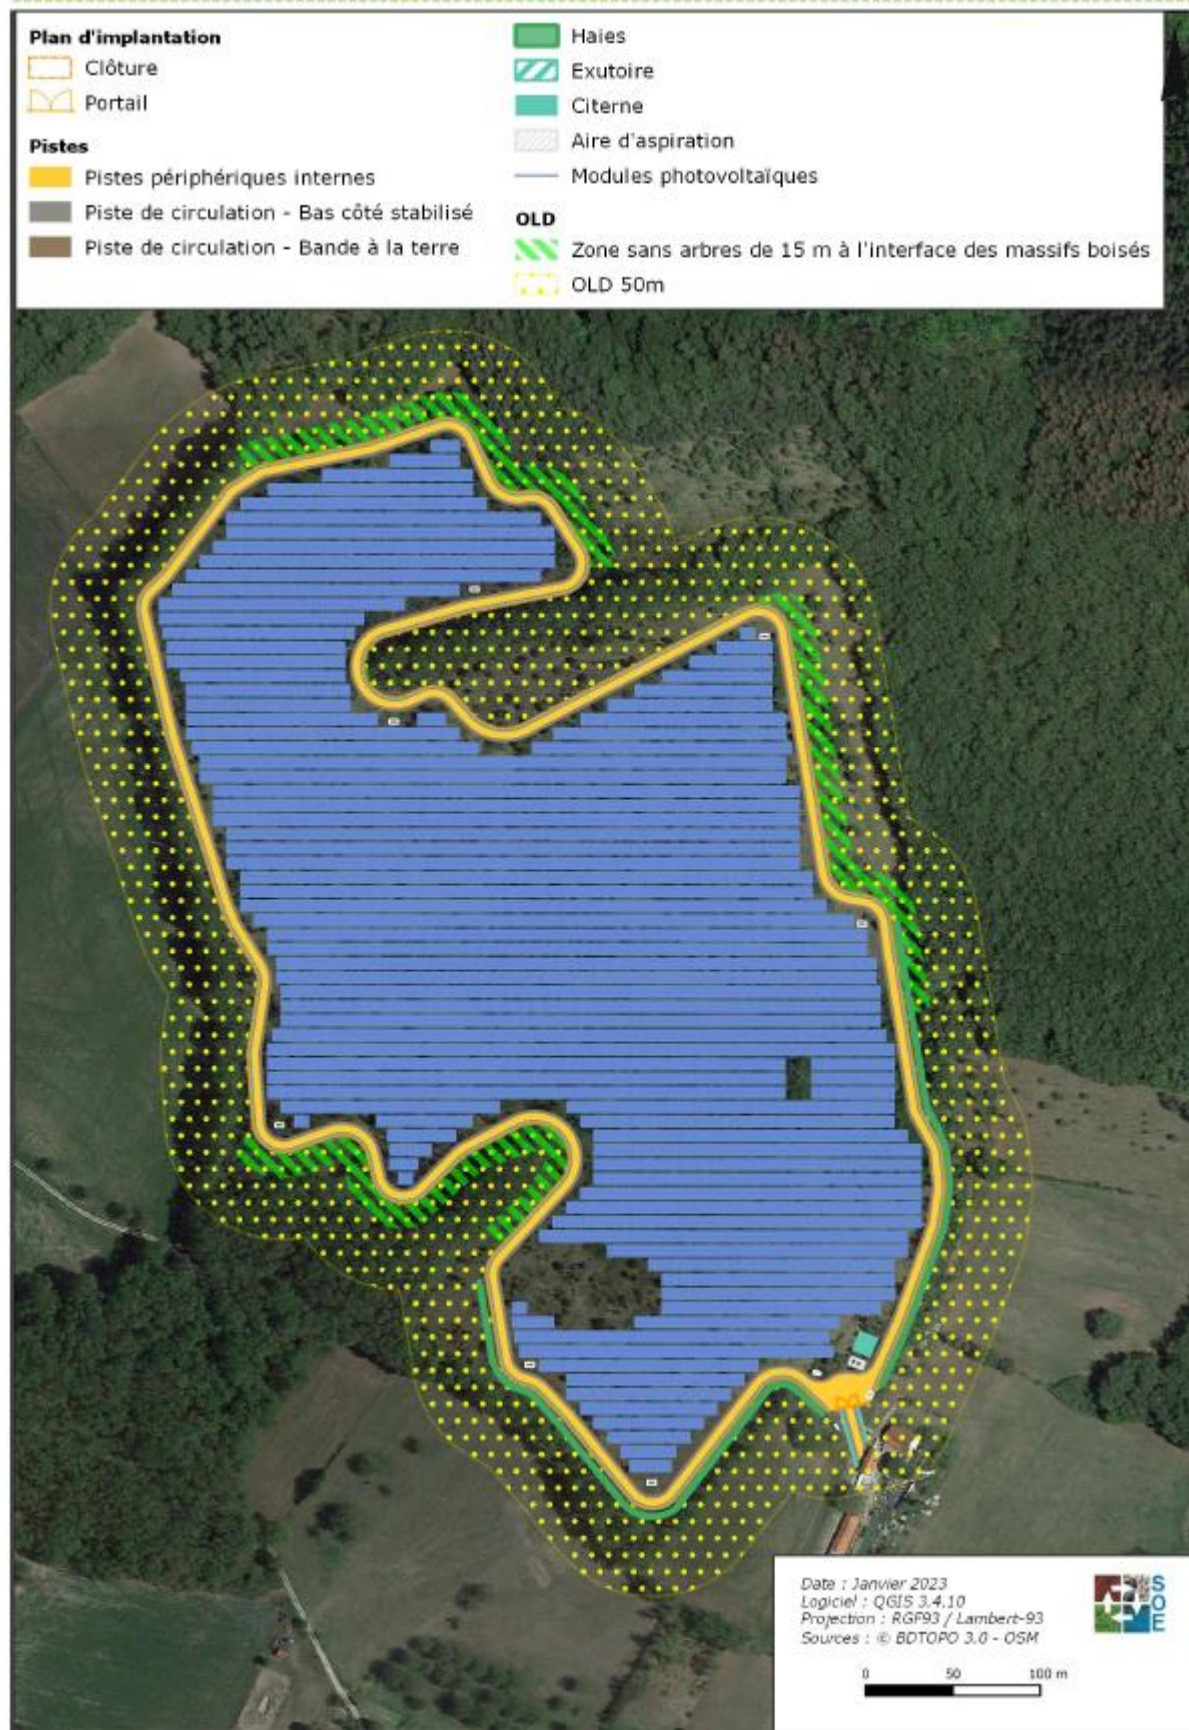 Plan d'implantation
Clôture
Portail
Pistes
Pistes périphériques internes
Piste de circulation - Bas côté stabilisé
Piste de circulation - Bande à la terre
Haies
Exutoire
Citerne
Aire d'aspiration
Modules photovoltaïques
OLD
Zone sans arbres de 15 m à l'interface des massifs boisés
OLD 50m
Date : Janvier 2023
Logiciel : QGIS 3.4.10
Projection : RGF93 / Lambert-93
Sources : © BDTOPO 3.0 - OSM
SOE
0 50 100 m